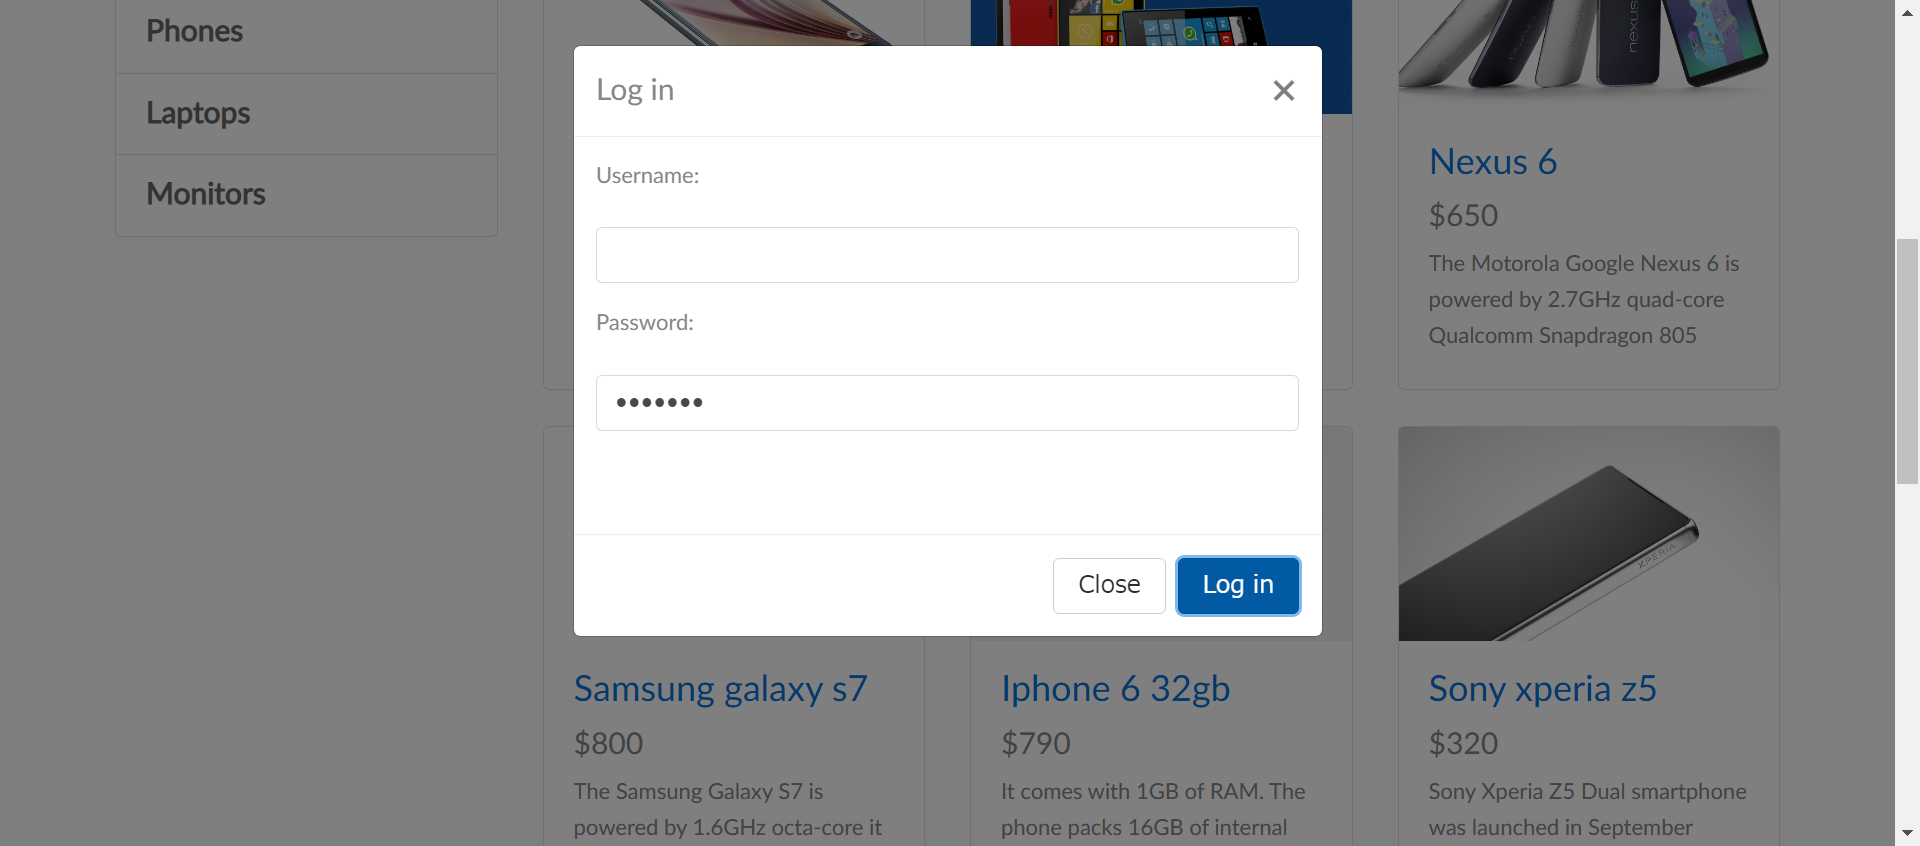 Phones
Laptops
Monitors
Log in
Username:
Password:
•••••••
Close
Log in
nexus
Nexus 6
$650
The Motorola Google Nexus 6 is
powered by 2.7GHz quad-core
Qualcomm Snapdragon 805
Samsung galaxy s7
$800
The Samsung Galaxy S7 is
powered by 1.6GHz octa-core it
Iphone 6 32gb
$790
It comes with 1GB of RAM. The
phone packs 16GB of internal
XPERIA
Sony xperia z5
$320
Sony Xperia Z5 Dual smartphone
was launched in September